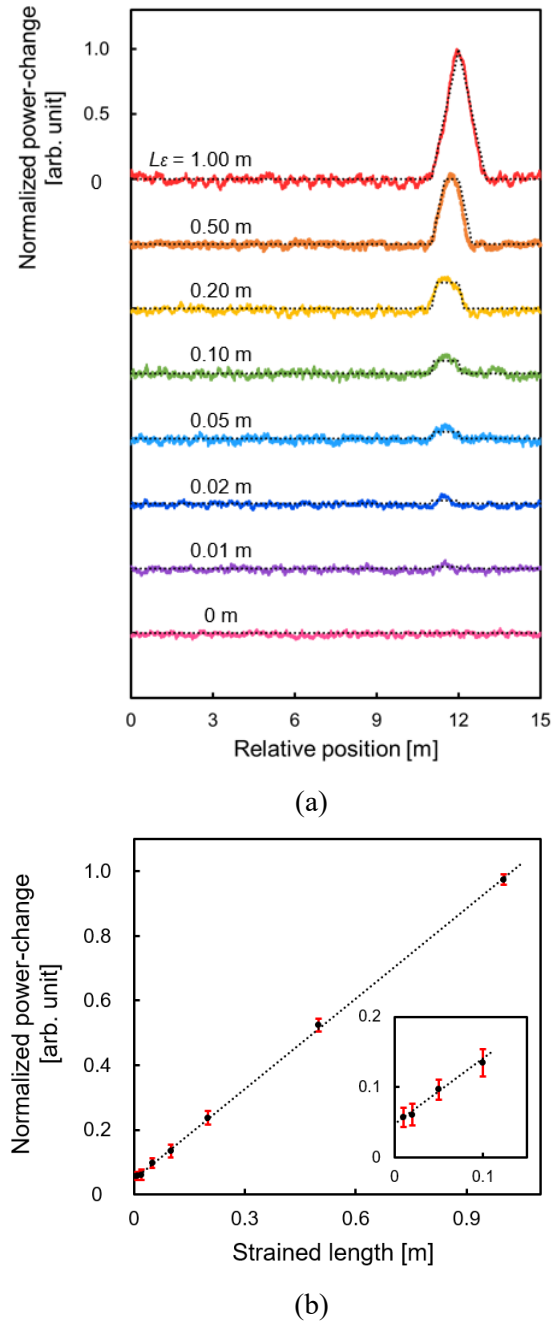 Normalized power-change
[arb. unit]
1.0
0.5
0
Lε = 1.00 m
0.50 m
0.20 m
0.10 m
0.05 m
0.02 m
0.01 m
0 m
0 3 6 9 12 15
Relative position [m]
(a)
Normalized power-change
[arb. unit]
1.0
0.8
0.6
0.4
0.2
0
0.2
0.1
0
0 0.1
0 0.3 0.6 0.9
Strained length [m]
(b)